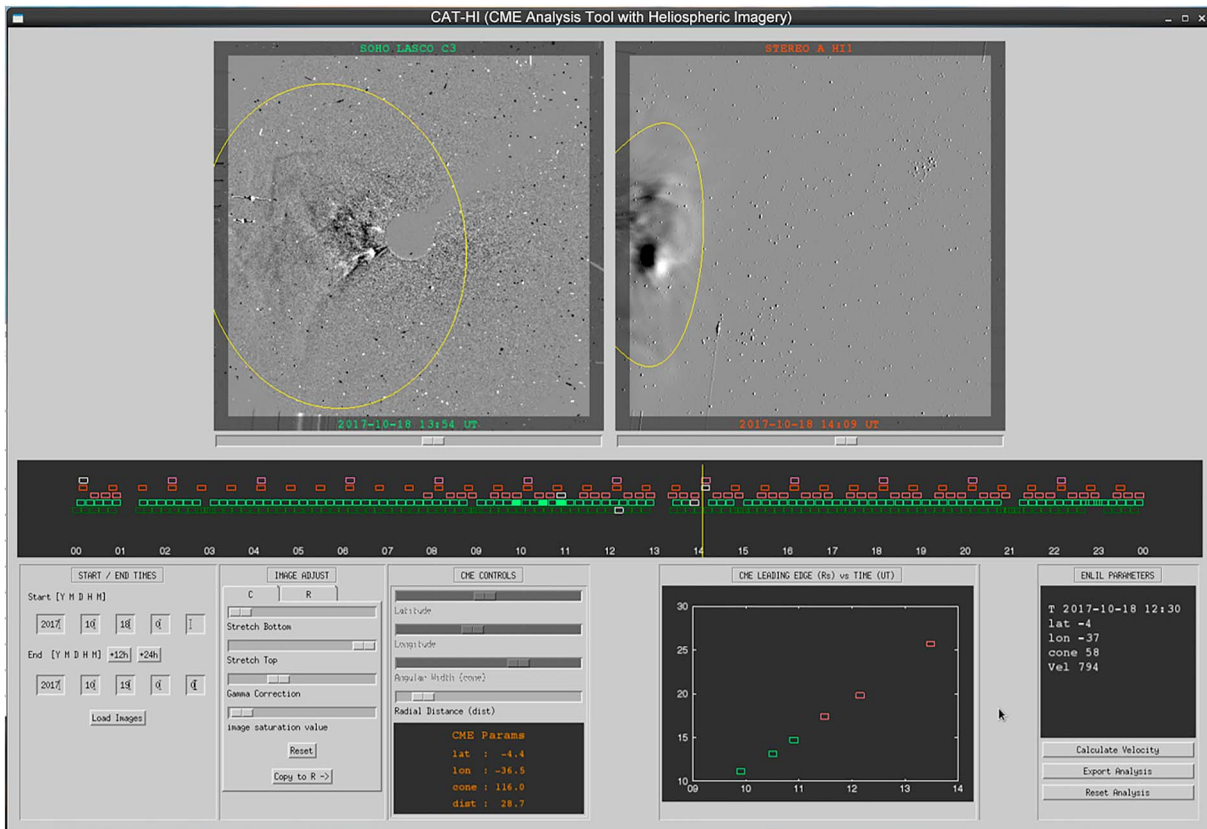 CAT-HI (CME Analysis Tool with Heliospheric Imagery)
SOHO LASCO C3
STEREO A HI1
2017-10-18 13:54 UT
2017-10-18 14:09 UT
00 01 02 03 04 05 06 07 08 09 10 11 12 13 14 15 16 17 18 19 20 21 22 23 00
START / END TIMES
Start [Y M D H M]
2017 10 18 0
End [Y M D H M] +12h +24h
2017 10 19 0 0
Load Images
IMAGE ADJUST
C R
Stretch Bottom
Stretch Top
Gamma Correction
image saturation value
Reset
Copy to R ->
CME CONTROLS
Latitude
Longitude
Angular Width (cone)
Radial Distance (dist)
CME Params
lat : -4.4
lon : -36.5
cone : 116.0
dist : 28.7
CME LEADING EDGE (Rs) vs TIME (UT)
30
25
20
15
10
09 10 11 12 13 14
ENLIL PARAMETERS
T 2017-10-18 12:30
lat -4
lon -37
cone 58
Vel 794
Calculate Velocity
Export Analysis
Reset Analysis